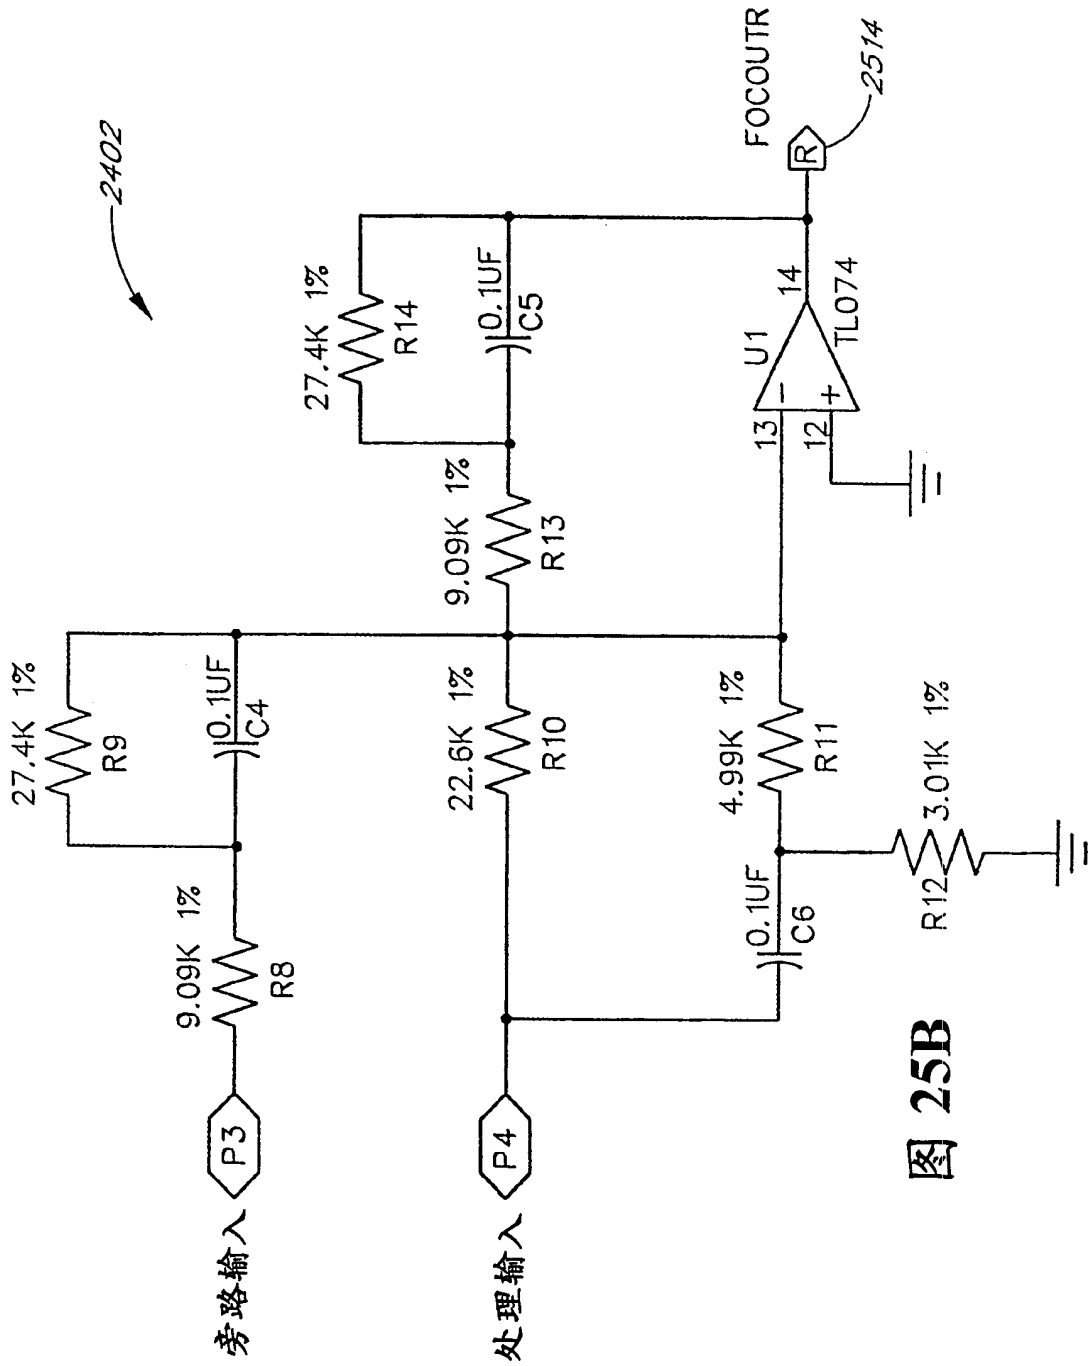 2402
27.4K 1%
R9
0.1UF
C4
9.09K 1%
R8
P3
旁路输入
27.4K 1%
R14
0.1UF
C5
9.09K 1%
R13
22.6K 1%
R10
P4
处理输入
FOCOUTR
R
2514
U1
13
12
14
TL074
4.99K 1%
R11
0.1UF
C6
3.01K 1%
R12
图 25B